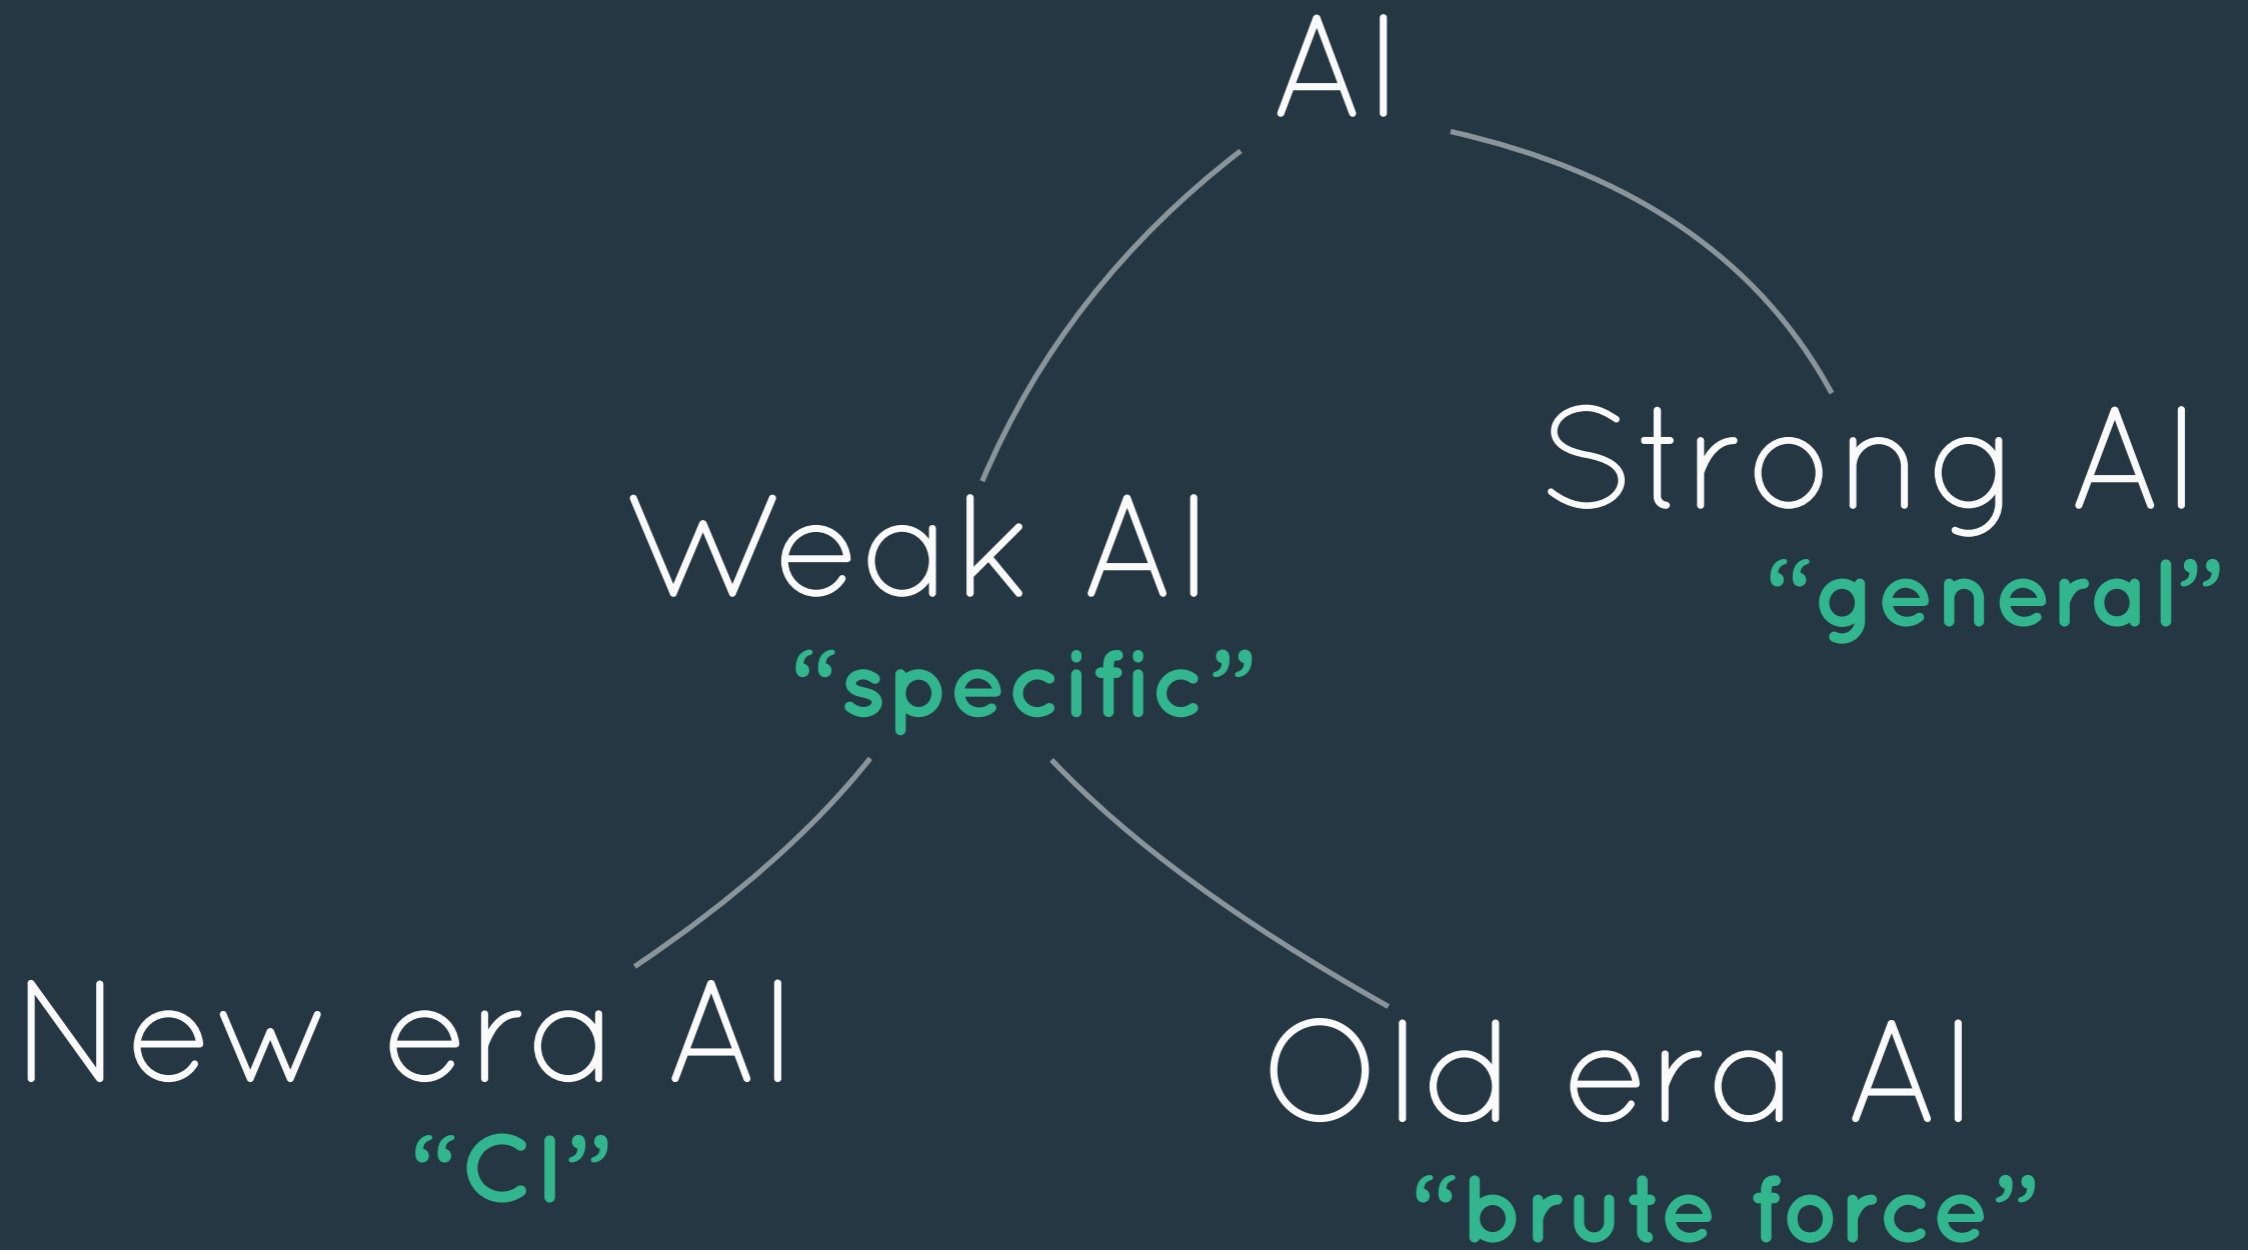 AI
Strong AI
“general”
Weak AI
“specific”
New era AI
“CI”
Old era AI
“brute force”